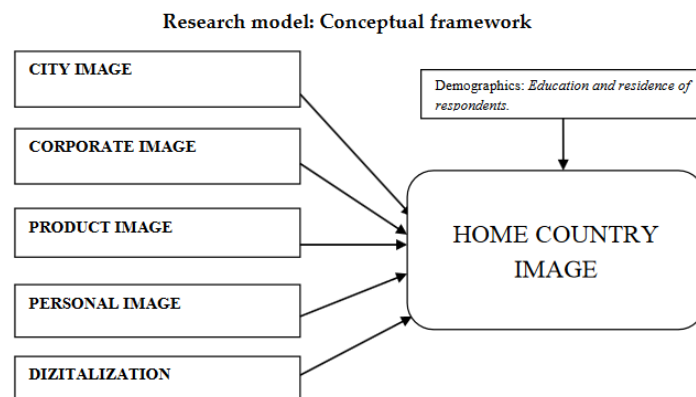 Research model: Conceptual framework
CITY IMAGE
Demographics: Education and residence of
respondents.
CORPORATE IMAGE
PRODUCT IMAGE
HOME COUNTRY
IMAGE
PERSONAL IMAGE
DIZITALIZATION